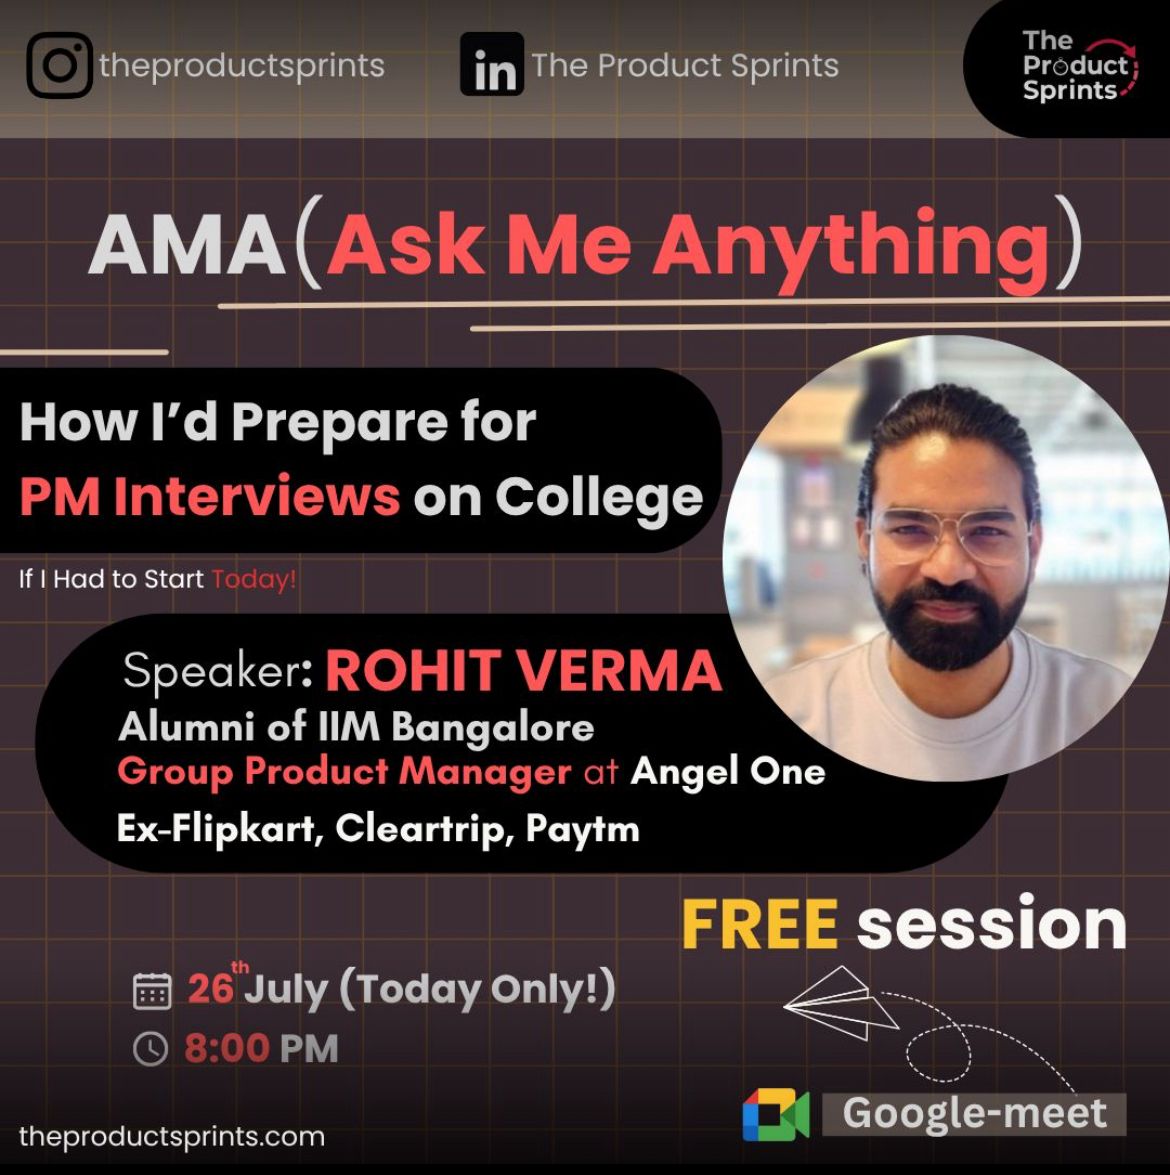 theproductsprints
The Product Sprints
The
Product
Sprints
AMA(Ask Me Anything)
How I’d Prepare for
PM Interviews on College
If I Had to Start Today!
Speaker: ROHIT VERMA
Alumni of IIM Bangalore
Group Product Manager at Angel One
Ex-Flipkart, Cleartrip, Paytm
FREE session
26th July (Today Only!)
8:00 PM
Google-meet
theproductsprints.com